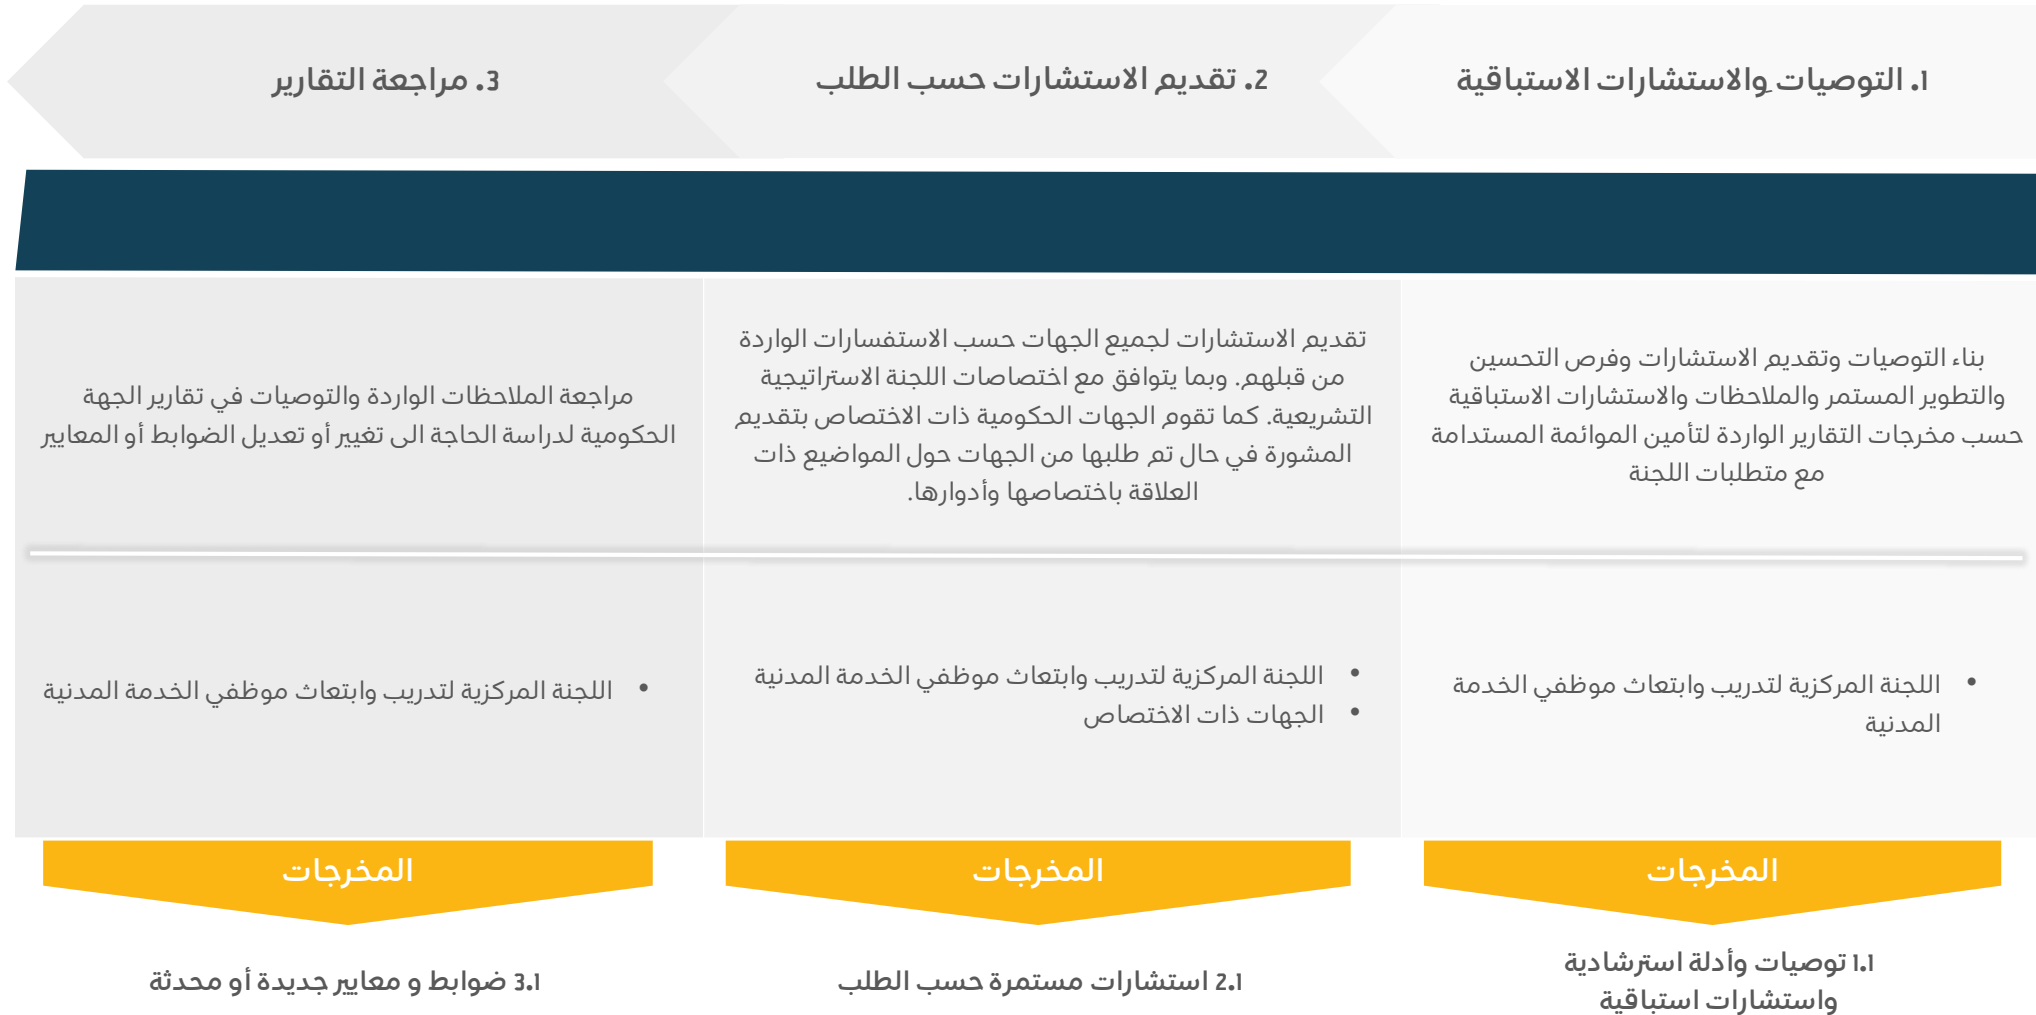 1. التوصيات والاستشارات الاستباقية
2. تقديم الاستشارات حسب الطلب
3. مراجعة التقارير
بناء التوصيات وتقديم الاستشارات وفرص التحسين
والتطوير المستمر والملاحظات والاستشارات الاستباقية
حسب مخرجات التقارير الواردة لتأمين الموائمة المستدامة
مع متطلبات اللجنة
تقديم الاستشارات لجميع الجهات حسب الاستفسارات الواردة
من قبلهم. وبما يتوافق مع اختصاصات اللجنة الاستراتيجية
التشريعية. كما تقوم الجهات الحكومية ذات الاختصاص بتقديم
المشورة في حال تم طلبها من الجهات حول المواضيع ذات
العلاقة باختصاصها وأدوارها.
مراجعة الملاحظات الواردة والتوصيات في تقارير الجهة
الحكومية لدراسة الحاجة الى تغيير أو تعديل الضوابط أو المعايير
• اللجنة المركزية لتدريب وابتعاث موظفي الخدمة
المدنية
• اللجنة المركزية لتدريب وابتعاث موظفي الخدمة المدنية
• الجهات ذات الاختصاص
• اللجنة المركزية لتدريب وابتعاث موظفي الخدمة المدنية
المخرجات
المخرجات
المخرجات
1.1 توصيات وأدلة استرشادية
واستشارات استباقية
2.1 استشارات مستمرة حسب الطلب
3.1 ضوابط و معايير جديدة أو محدثة